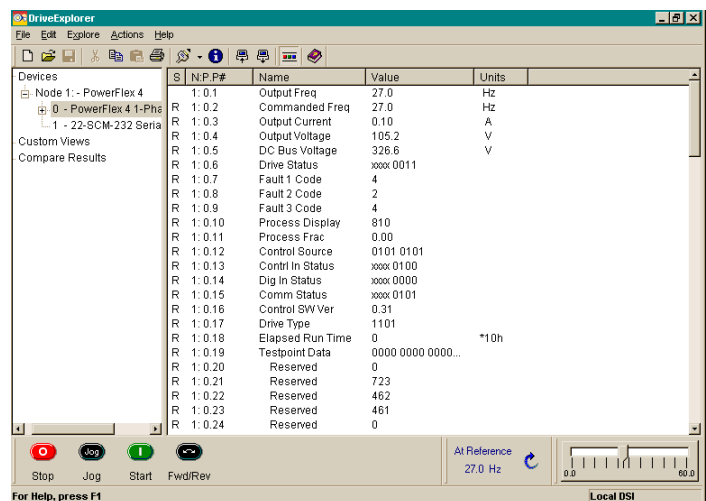 DriveExplorer
File Edit Explore Actions Help
Devices
Node 1: - PowerFlex 4
0 - PowerFlex 4 1-Pha
1 - 22-SCM-232 Seria
Custom Views
Compare Results
S N:P.P# Name Value Units
1: 0.1 Output Freq 27.0 Hz
R 1: 0.2 Commanded Freq 27.0 Hz
R 1: 0.3 Output Current 0.10 A
R 1: 0.4 Output Voltage 105.2 V
R 1: 0.5 DC Bus Voltage 326.6 V
R 1: 0.6 Drive Status xxxx 0011
R 1: 0.7 Fault 1 Code 4
R 1: 0.8 Fault 2 Code 2
R 1: 0.9 Fault 3 Code 4
R 1: 0.10 Process Display 810
R 1: 0.11 Process Frac 0.00
R 1: 0.12 Control Source 0101 0101
R 1: 0.13 Contrl In Status xxxx 0100
R 1: 0.14 Dig In Status xxxx 0000
R 1: 0.15 Comm Status xxxx 0101
R 1: 0.16 Control SW Ver 0.31
R 1: 0.17 Drive Type 1101
R 1: 0.18 Elapsed Run Time 0 *10h
R 1: 0.19 Testpoint Data 0000 0000 0000...
R 1: 0.20 Reserved 0
R 1: 0.21 Reserved 723
R 1: 0.22 Reserved 462
R 1: 0.23 Reserved 461
R 1: 0.24 Reserved 0
O Jog I
Stop Jog Start Fwd/Rev
At Reference
27.0 Hz
0.0 60.0
For Help, press F1 Local DSI